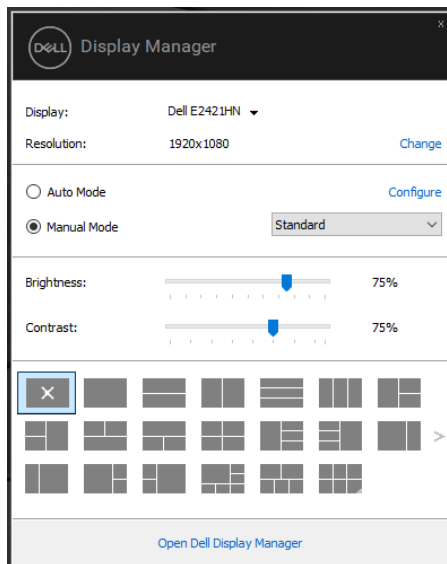 x
DELL Display Manager
Display: Dell E2421HN
Resolution: 1920x1080 Change
Auto Mode Configure
Manual Mode Standard
Brightness: 75%
Contrast: 75%
Open Dell Display Manager